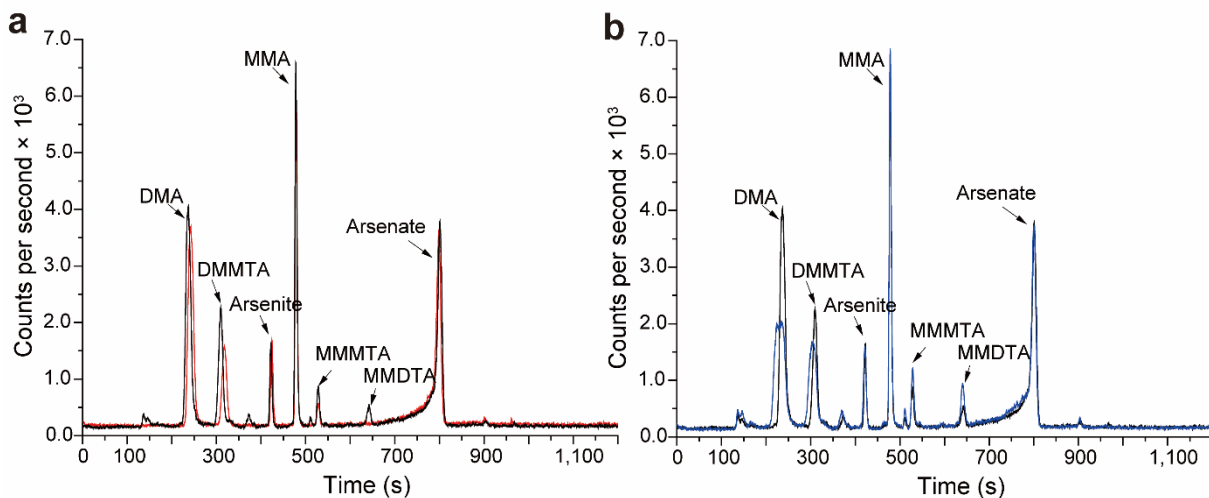 a
Counts per second × 10³
7.0
6.0
5.0
4.0
3.0
2.0
1.0
0.0
MMA
DMA
DMMTA
Arsenite
MMMTA
MMDTA
Arsenate
0 100 300 500 700 900 1,100
Time (s)
b
Counts per second × 10³
7.0
6.0
5.0
4.0
3.0
2.0
1.0
0.0
MMA
DMA
DMMTA
Arsenite
MMMTA
MMDTA
Arsenate
0 100 300 500 700 900 1,100
Time (s)